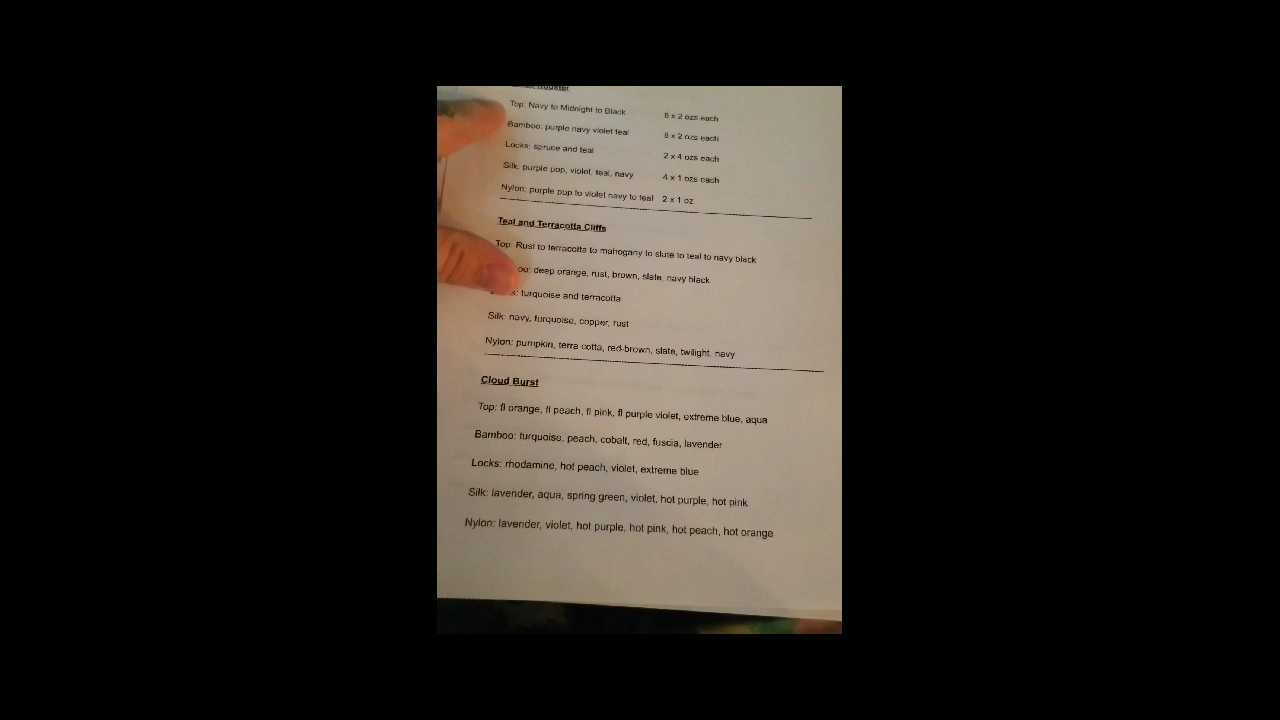 Top: Navy to Midnight to Black 8 x 2 ozs each
Bamboo: purple navy violet teal 8 x 2 ozs each
Locks: spruce and teal 2 x 4 ozs each
Silk: purple pop, violet, teal, navy 4 x 1 ozs each
Nylon: purple pop to violet navy to teal 2 x 1 oz
Teal and Terracotta Cliffs
Top: Rust to terracotta to mahogany to slate to teal to navy black
oo: deep orange, rust, brown, slate, navy black
s: turquoise and terracotta
Silk: navy, turquoise, copper, rust
Nylon: pumpkin, terra cotta, red-brown, slate, twilight, navy
Cloud Burst
Top: fl orange, fl peach, fl pink, fl purple violet, extreme blue, aqua
Bamboo: turquoise, peach, cobalt, red, fuscia, lavender
Locks: rhodamine, hot peach, violet, extreme blue
Silk: lavender, aqua, spring green, violet, hot purple, hot pink
Nylon: lavender, violet, hot purple, hot pink, hot peach, hot orange